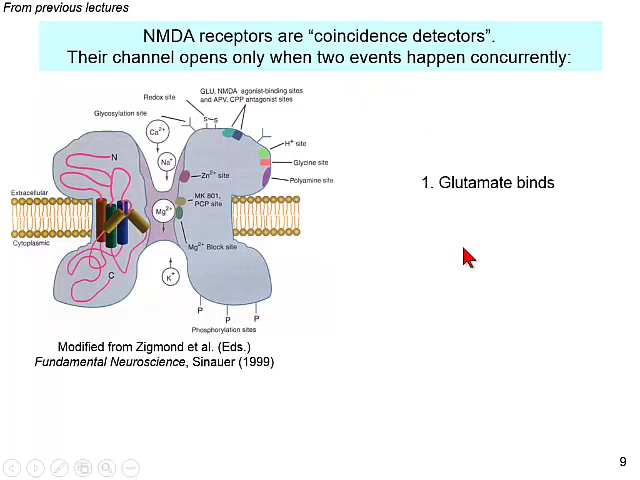 From previous lectures
NMDA receptors are “coincidence detectors”.
Their channel opens only when two events happen concurrently:
GLU, NMDA agonist-binding sites
and APV, CPP antagonist sites
Redox site
Glycosylation site
S S
Ca2+
Na+
H+ site
Glycine site
Polyamine site
N
Zn2+ site
MK 801,
PCP site
Mg2+
Extracellular
Cytoplasmic
Mg2+ Block site
C
K+
P
P
P
Phosphorylation sites
1. Glutamate binds
Modified from Zigmond et al. (Eds.)
Fundamental Neuroscience, Sinauer (1999)
9